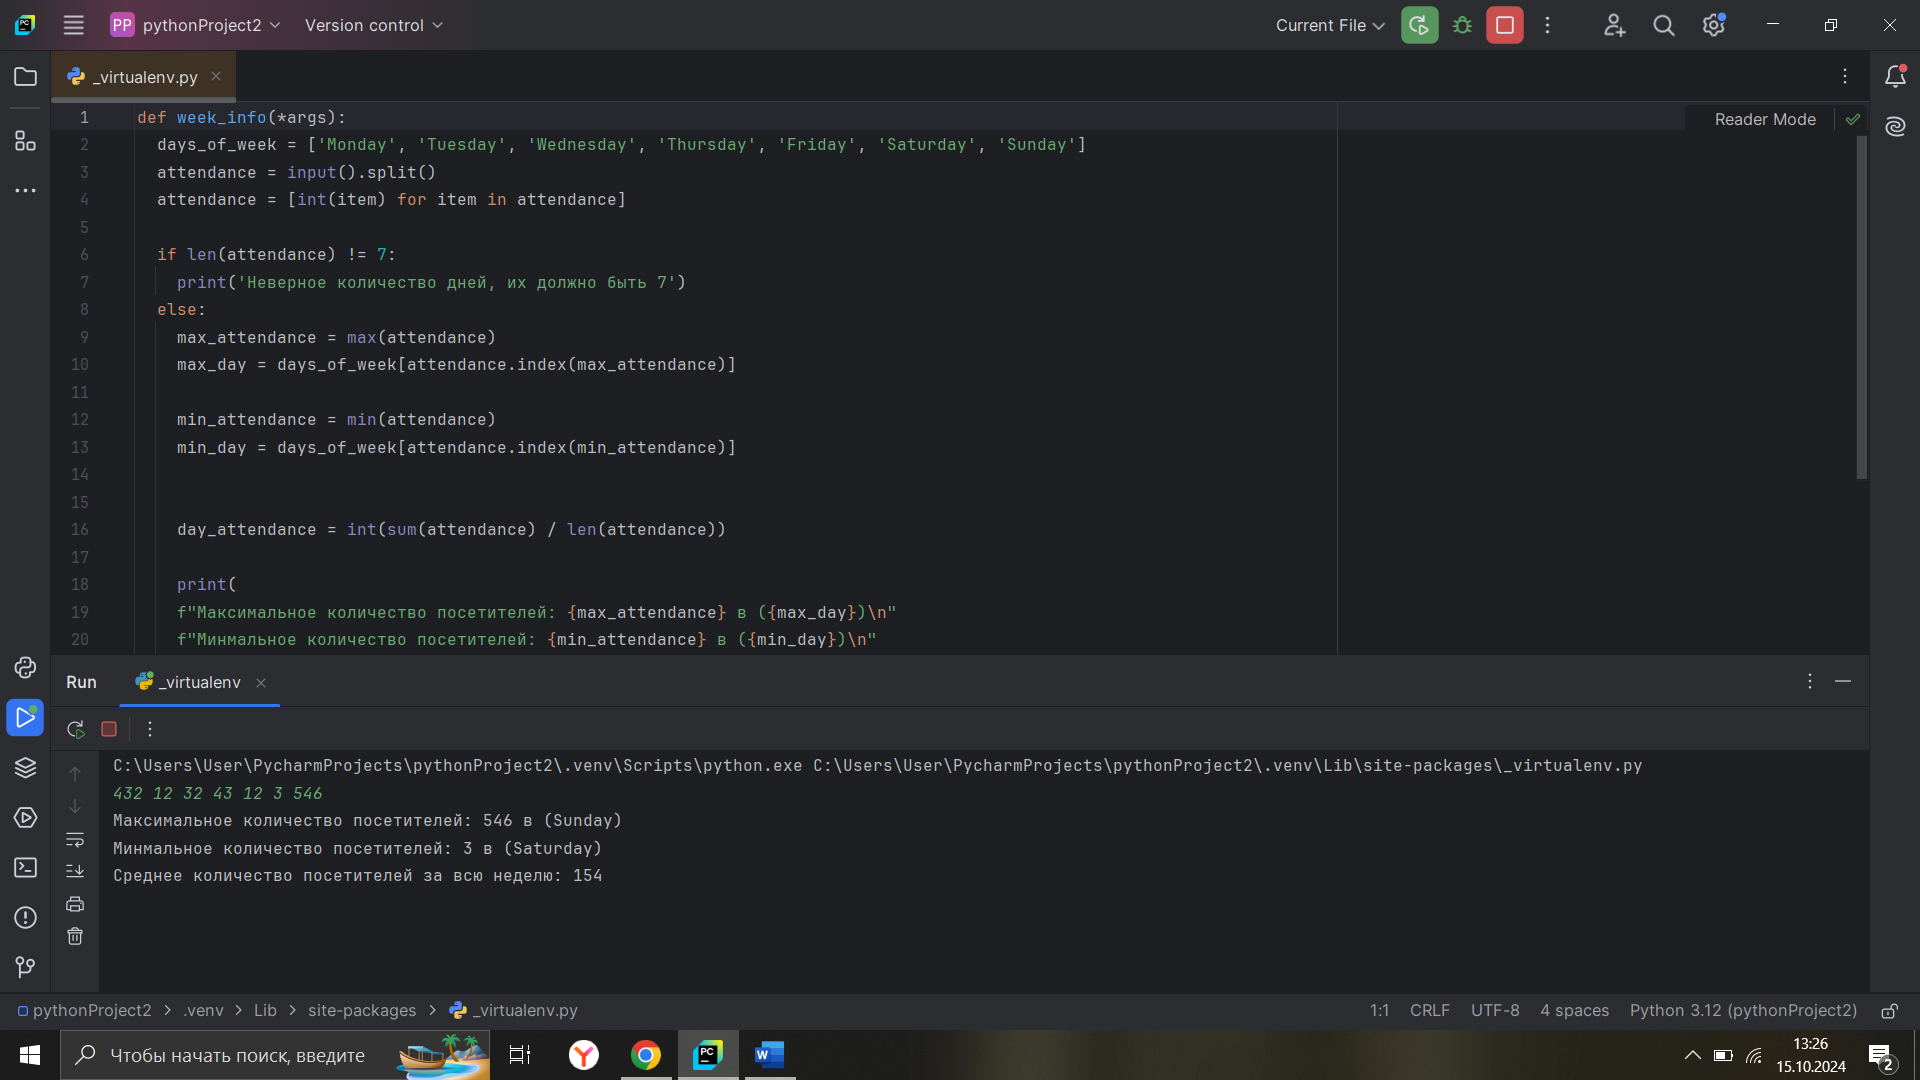 PP pythonProject2 Version control Current File
_virtualenv.py
Reader Mode
1 def week_info(*args):
2 days_of_week = ['Monday', 'Tuesday', 'Wednesday', 'Thursday', 'Friday', 'Saturday', 'Sunday']
3 attendance = input().split()
4 attendance = [int(item) for item in attendance]
5
6 if len(attendance) != 7:
7 print('Неверное количество дней, их должно быть 7')
8 else:
9 max_attendance = max(attendance)
10 max_day = days_of_week[attendance.index(max_attendance)]
11
12 min_attendance = min(attendance)
13 min_day = days_of_week[attendance.index(min_attendance)]
14
15
16 day_attendance = int(sum(attendance) / len(attendance))
17
18 print(
19 f"Максимальное количество посетителей: {max_attendance} в ({max_day})\n"
20 f"Минмальное количество посетителей: {min_attendance} в ({min_day})\n"
Run _virtualenv
C:\Users\User\PycharmProjects\pythonProject2\.venv\Scripts\python.exe C:\Users\User\PycharmProjects\pythonProject2\.venv\Lib\site-packages\_virtualenv.py
432 12 32 43 12 3 546
Максимальное количество посетителей: 546 в (Sunday)
Минмальное количество посетителей: 3 в (Saturday)
Среднее количество посетителей за всю неделю: 154
pythonProject2 > .venv > Lib > site-packages > _virtualenv.py 1:1 CRLF UTF-8 4 spaces Python 3.12 (pythonProject2)
Чтобы начать поиск, введите
13:26
15.10.2024
2